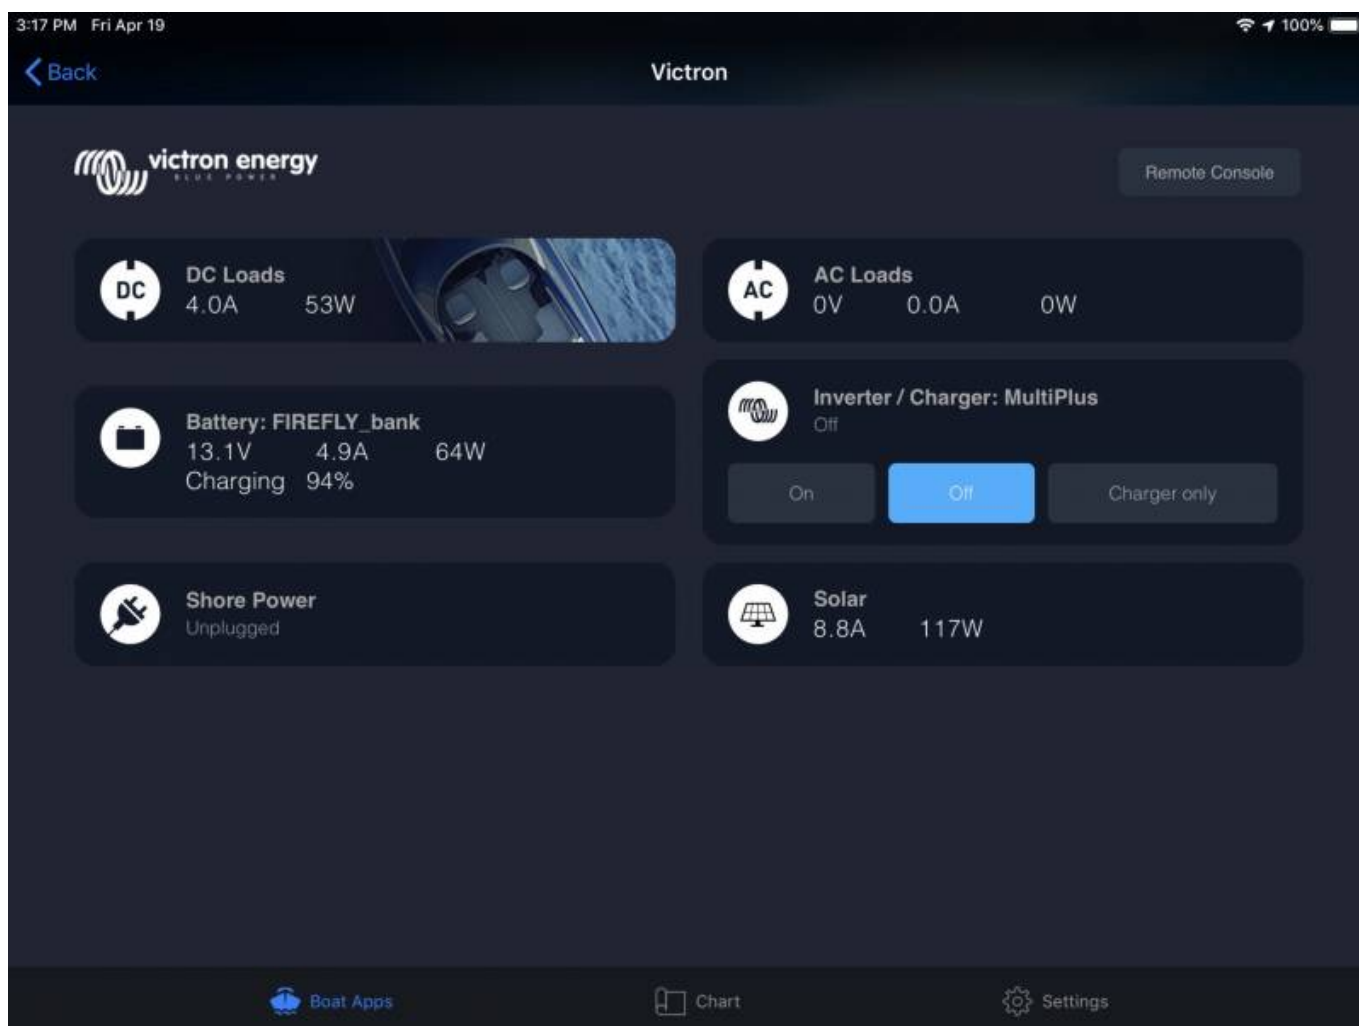 3:17 PM Fri Apr 19 100%
Back Victron
victron energy
BLUE POWER
Remote Console
DC
DC Loads
4.0A 53W
AC
AC Loads
0V 0.0A 0W
Battery: FIREFLY_bank
13.1V 4.9A 64W
Charging 94%
Inverter / Charger: MultiPlus
Off
On Off Charger only
Shore Power
Unplugged
Solar
8.8A 117W
Boat Apps Chart Settings